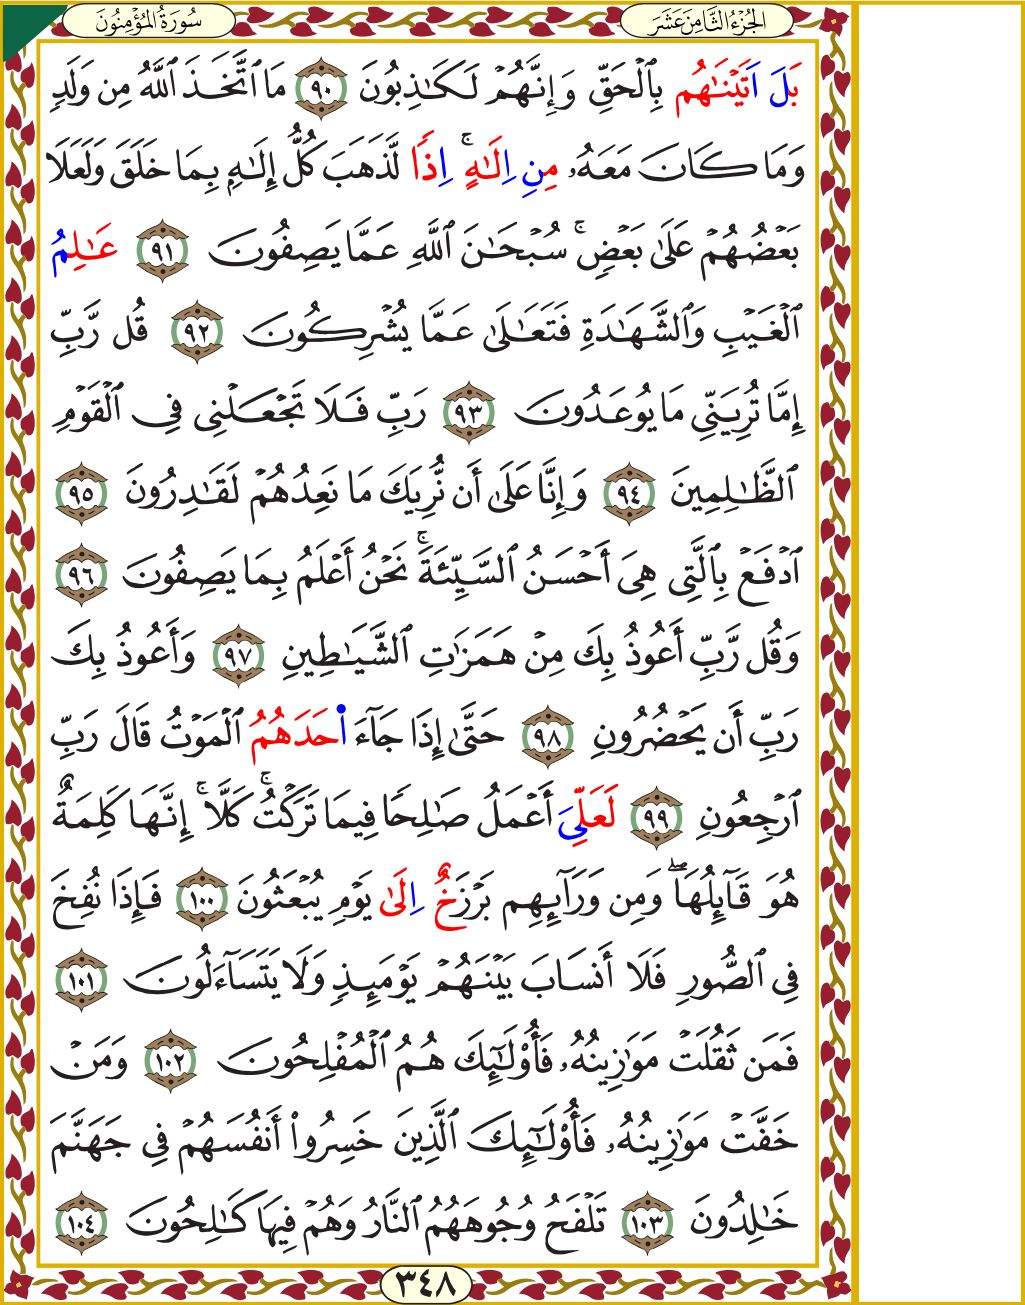 الجُزْءُ الثَّامِنَ عَشَرَ
سُورَةُ المُؤْمِنُونَ
بَلَ اَتَيۡنَـٰهُم بِٱلۡحَقِّ وَإِنَّهُمۡ لَكَـٰذِبُونَ ٩٠ مَا ٱتَّخَذَ ٱللَّهُ مِن وَلَدٖ
وَمَا كَانَ مَعَهُۥ مِنِ اِلَـٰهٍۚ اِذٗا لَّذَهَبَ كُلُّ إِلَـٰهِۭ بِمَا خَلَقَ وَلَعَلَا
بَعۡضُهُمۡ عَلَىٰ بَعۡضٖۚ سُبۡحَـٰنَ ٱللَّهِ عَمَّا يَصِفُونَ ٩١ عَـٰلِمُ
ٱلۡغَيۡبِ وَٱلشَّهَـٰدَةِ فَتَعَـٰلَىٰ عَمَّا يُشۡرِكُونَ ٩٢ قُل رَّبِّ
إِمَّا تُرِيَنِّي مَا يُوعَدُونَ ٩٣ رَبِّ فَلَا تَجۡعَلۡنِي فِي ٱلۡقَوۡمِ
ٱلظَّـٰلِمِينَ ٩٤ وَإِنَّا عَلَىٰ أَن نُّرِيَكَ مَا نَعِدُهُمۡ لَقَـٰدِرُونَ ٩٥
ٱدۡفَعۡ بِٱلَّتِي هِيَ أَحۡسَنُ ٱلسَّيِّئَةَۚ نَحۡنُ أَعۡلَمُ بِمَا يَصِفُونَ ٩٦
وَقُل رَّبِّ أَعُوذُ بِكَ مِنۡ هَمَزَٰتِ ٱلشَّيَـٰطِينِ ٩٧ وَأَعُوذُ بِكَ
رَبِّ أَن يَحۡضُرُونِ ٩٨ حَتَّىٰ إِذَا جَآءَ اَ۬حَدَهُمُ ٱلۡمَوۡتُ قَالَ رَبِّ
ٱرۡجِعُونِ ٩٩ لَعَلِّيَ أَعۡمَلُ صَـٰلِحٗا فِيمَا تَرَكۡتُۚ كَلَّاۚ إِنَّهَا كَلِمَةٌ
هُوَ قَآئِلُهَاۖ وَمِن وَرَآئِهِم بَرۡزَخٌ اِلَىٰ يَوۡمِ يُبۡعَثُونَ ١٠٠ فَإِذَا نُفِخَ
فِي ٱلصُّورِ فَلَآ أَنسَابَ بَيۡنَهُمۡ يَوۡمَئِذٖ وَلَا يَتَسَآءَلُونَ ١٠١
فَمَن ثَقُلَتۡ مَوَٰزِينُهُۥ فَأُوْلَـٰٓئِكَ هُمُ ٱلۡمُفۡلِحُونَ ١٠٢ وَمَنۡ
خَفَّتۡ مَوَٰزِينُهُۥ فَأُوْلَـٰٓئِكَ ٱلَّذِينَ خَسِرُوٓاْ أَنفُسَهُمۡ فِي جَهَنَّمَ
خَـٰلِدُونَ ١٠٣ تَلۡفَحُ وُجُوهَهُمُ ٱلنَّارُ وَهُمۡ فِيهَا كَـٰلِحُونَ ١٠٤
٣٤٨